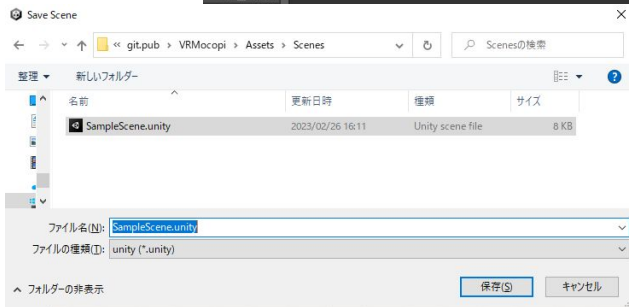 Save Scene
« git.pub › VRMocopi › Assets › Scenes
Scenesの検索
整理 新しいフォルダー
名前 更新日時 種類 サイズ
SampleScene.unity 2023/02/26 16:11 Unity scene file 8 KB
ファイル名(N): SampleScene.unity
ファイルの種類(T): unity (*.unity)
フォルダーの非表示 保存(S) キャンセル